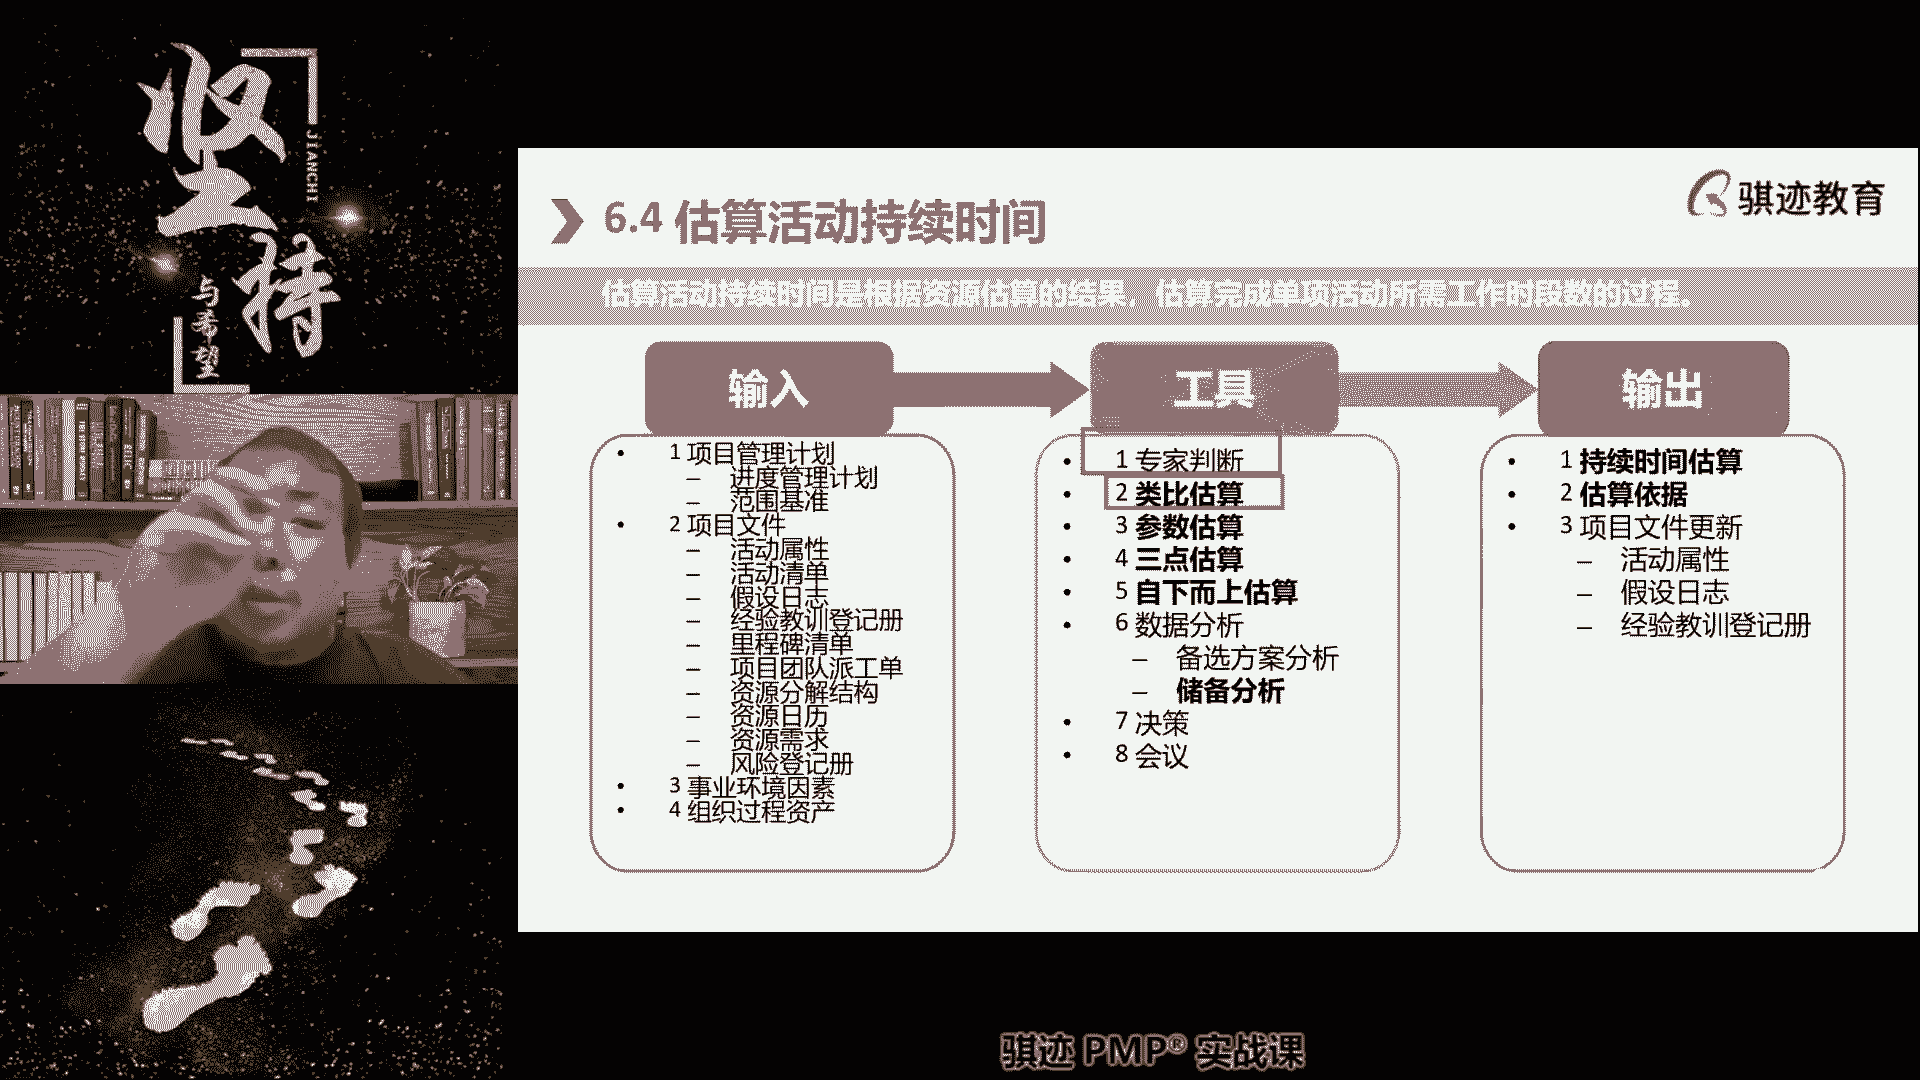 坚
持
与希望
JIANCHI
骐迹教育
6.4 估算活动持续时间
估算活动持续时间是根据资源估算的结果，估算完成单项活动所需工作时段数的过程。
输入
• 1 项目管理计划
– 进度管理计划
– 范围基准
• 2 项目文件
– 活动属性
– 活动清单
– 假设日志
– 经验教训登记册
– 里程碑清单
– 项目团队派工单
– 资源分解结构
– 资源日历
– 资源需求
– 风险登记册
• 3 事业环境因素
• 4 组织过程资产
工具
• 1 专家判断
• 2 类比估算
• 3 参数估算
• 4 三点估算
• 5 自下而上估算
• 6 数据分析
– 备选方案分析
– 储备分析
• 7 决策
• 8 会议
输出
• 1 持续时间估算
• 2 估算依据
• 3 项目文件更新
– 活动属性
– 假设日志
– 经验教训登记册
骐迹 PMP® 实战课